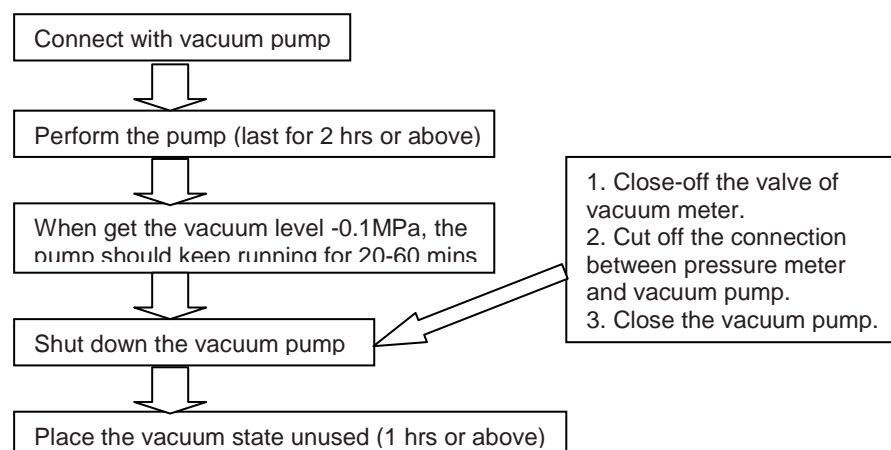 Connect with vacuum pump
Perform the pump (last for 2 hrs or above)
When get the vacuum level -0.1MPa, the
pump should keep running for 20-60 mins
Shut down the vacuum pump
Place the vacuum state unused (1 hrs or above)
1. Close-off the valve of
vacuum meter.
2. Cut off the connection
between pressure meter
and vacuum pump.
3. Close the vacuum pump.